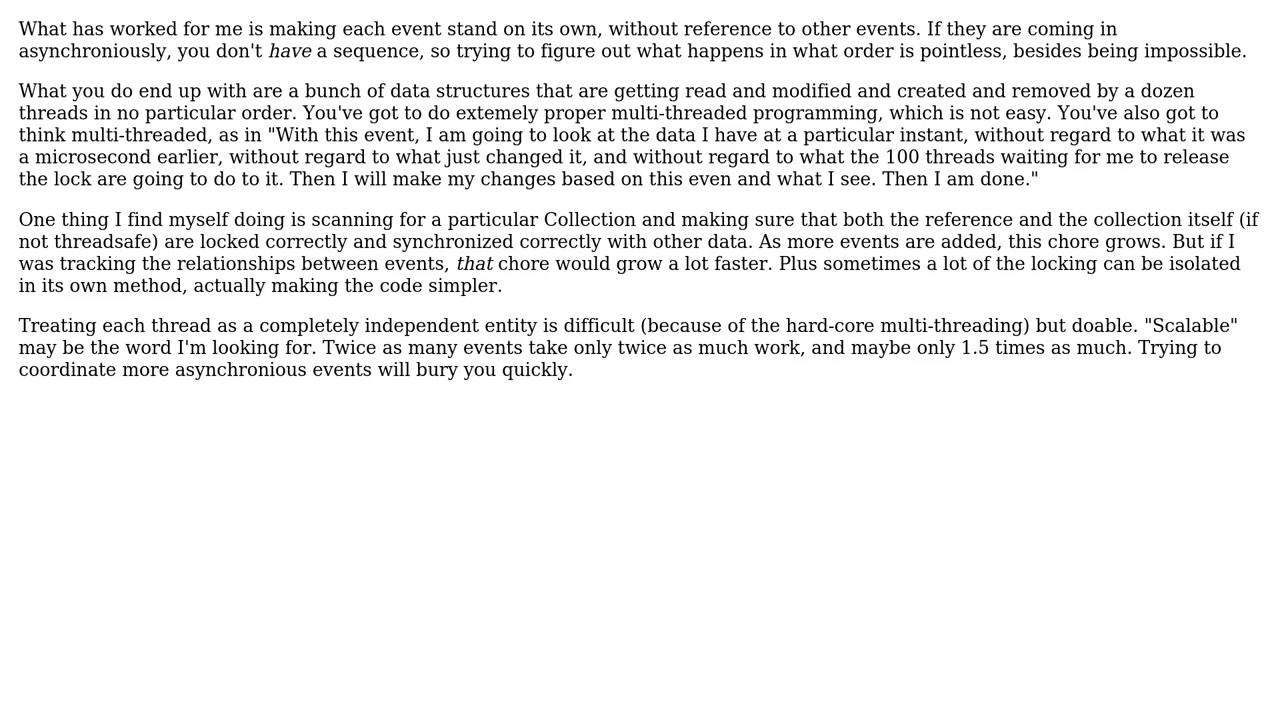 What has worked for me is making each event stand on its own, without reference to other events. If they are coming in
asynchroniously, you don't have a sequence, so trying to figure out what happens in what order is pointless, besides being impossible.
What you do end up with are a bunch of data structures that are getting read and modified and created and removed by a dozen
threads in no particular order. You've got to do extemely proper multi-threaded programming, which is not easy. You've also got to
think multi-threaded, as in "With this event, I am going to look at the data I have at a particular instant, without regard to what it was
a microsecond earlier, without regard to what just changed it, and without regard to what the 100 threads waiting for me to release
the lock are going to do to it. Then I will make my changes based on this even and what I see. Then I am done."
One thing I find myself doing is scanning for a particular Collection and making sure that both the reference and the collection itself (if
not threadsafe) are locked correctly and synchronized correctly with other data. As more events are added, this chore grows. But if I
was tracking the relationships between events, that chore would grow a lot faster. Plus sometimes a lot of the locking can be isolated
in its own method, actually making the code simpler.
Treating each thread as a completely independent entity is difficult (because of the hard-core multi-threading) but doable. "Scalable"
may be the word I'm looking for. Twice as many events take only twice as much work, and maybe only 1.5 times as much. Trying to
coordinate more asynchronious events will bury you quickly.